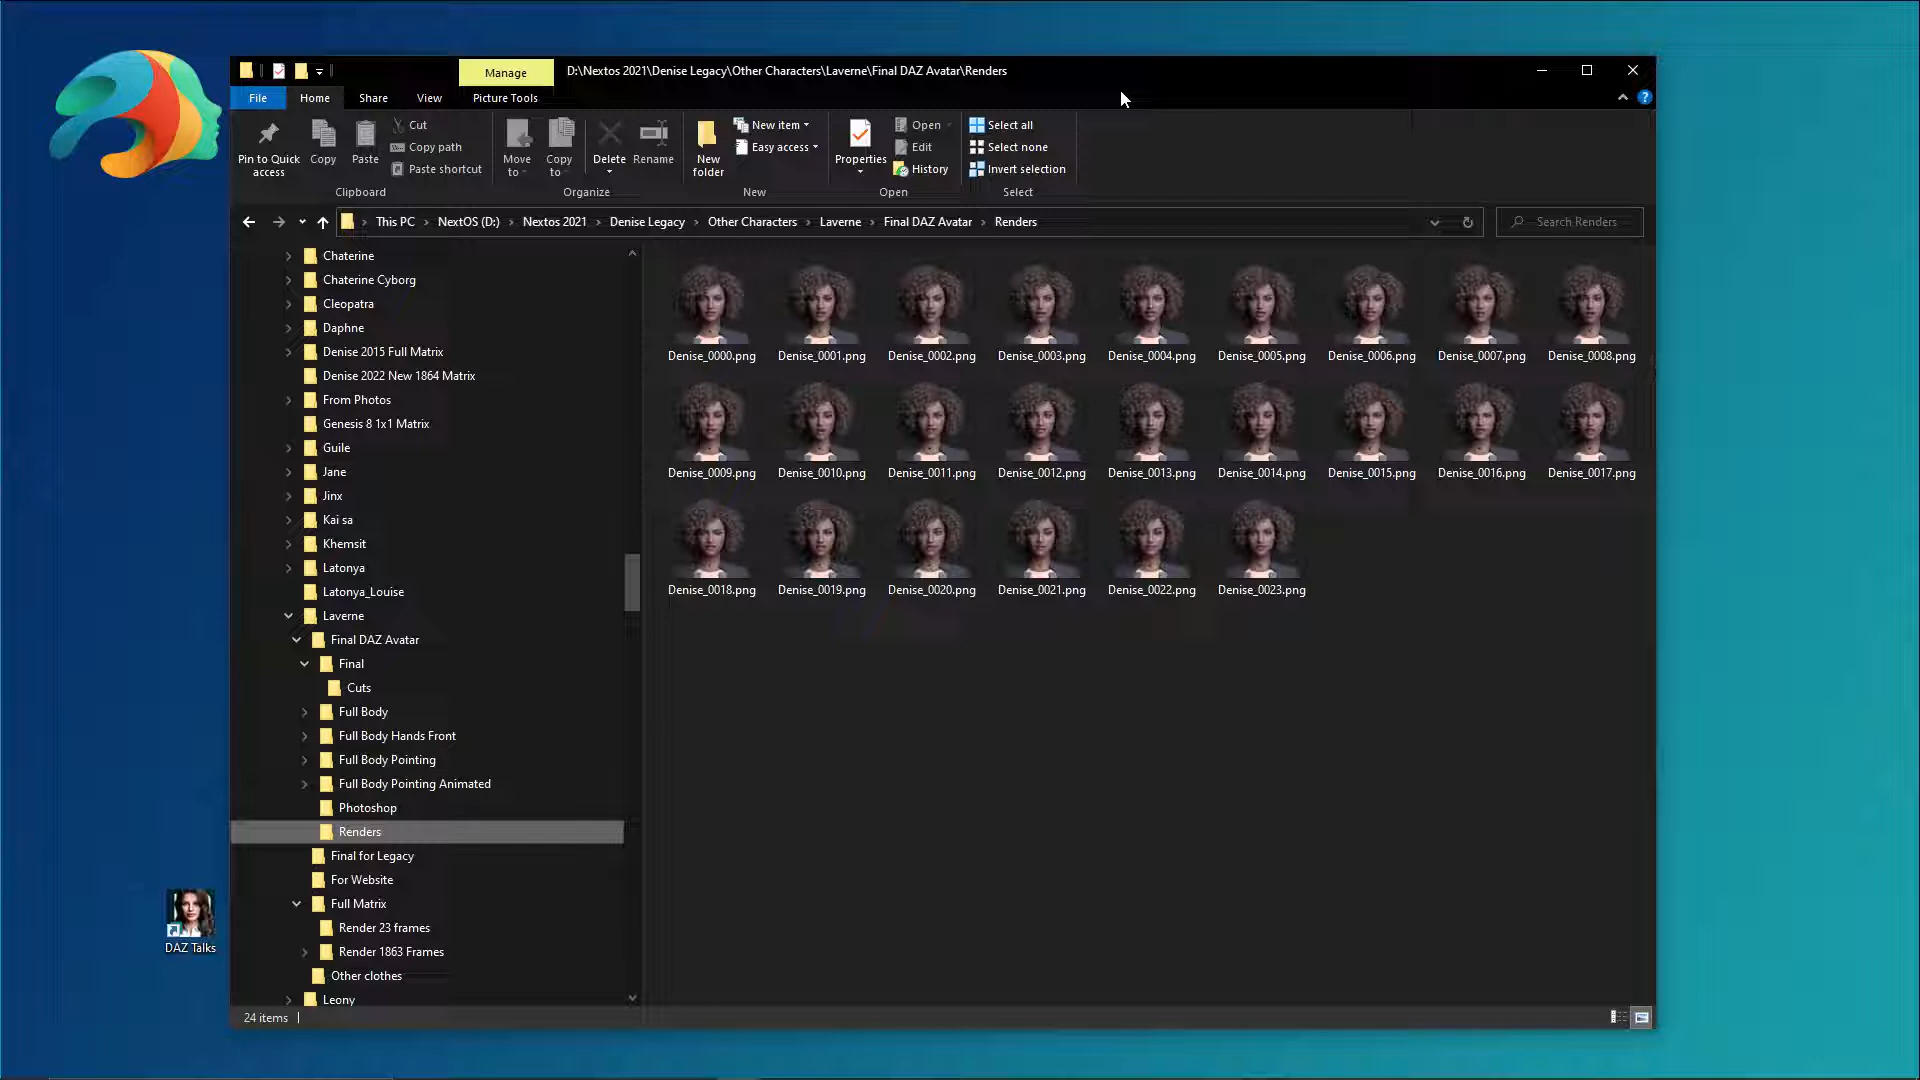 Manage
D:\Nextos 2021\Denise Legacy\Other Characters\Laverne\Final DAZ Avatar\Renders
File
Home
Share
View
Picture Tools
?
Pin to Quick access
Copy
Paste
Cut
Copy path
Paste shortcut
Clipboard
Move to
Copy to
Delete
Rename
Organize
New folder
New item
Easy access
New
Properties
Open
Edit
History
Open
Select all
Select none
Invert selection
Select
This PC
NextOS (D:)
Nextos 2021
Denise Legacy
Other Characters
Laverne
Final DAZ Avatar
Renders
Search Renders
Chaterine
Chaterine Cyborg
Cleopatra
Daphne
Denise 2015 Full Matrix
Denise 2022 New 1864 Matrix
From Photos
Genesis 8 1x1 Matrix
Guile
Jane
Jinx
Kai sa
Khemsit
Latonya
Latonya_Louise
Laverne
Final DAZ Avatar
Final
Cuts
Full Body
Full Body Hands Front
Full Body Pointing
Full Body Pointing Animated
Photoshop
Renders
Final for Legacy
For Website
Full Matrix
Render 23 frames
Render 1863 Frames
Other clothes
Leony
Denise_0000.png
Denise_0001.png
Denise_0002.png
Denise_0003.png
Denise_0004.png
Denise_0005.png
Denise_0006.png
Denise_0007.png
Denise_0008.png
Denise_0009.png
Denise_0010.png
Denise_0011.png
Denise_0012.png
Denise_0013.png
Denise_0014.png
Denise_0015.png
Denise_0016.png
Denise_0017.png
Denise_0018.png
Denise_0019.png
Denise_0020.png
Denise_0021.png
Denise_0022.png
Denise_0023.png
24 items
DAZ Talks